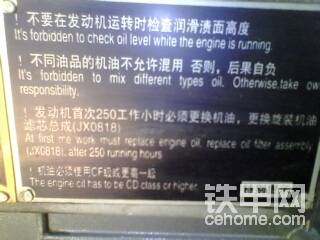 ! 不要在发动机运转时检查润滑渍面高度
It's forbidden to check oil level while the engine is running.
! 不同油品的机油不允许混用 否则，后果自负
It's forbidden to mix different types oil. Otherwise,take own
responsibility.
! 发动机首次250工作小时必须更换机油，更换旋装机油
滤芯总成(JX0818)
At first me work must replace engine oil, replace oil filter assembly
(JX0818), after 250 running hours
! 机油必须使用CF级或更高一级
The engine oil has to be CD class or higher.
铁甲网
cehome.com